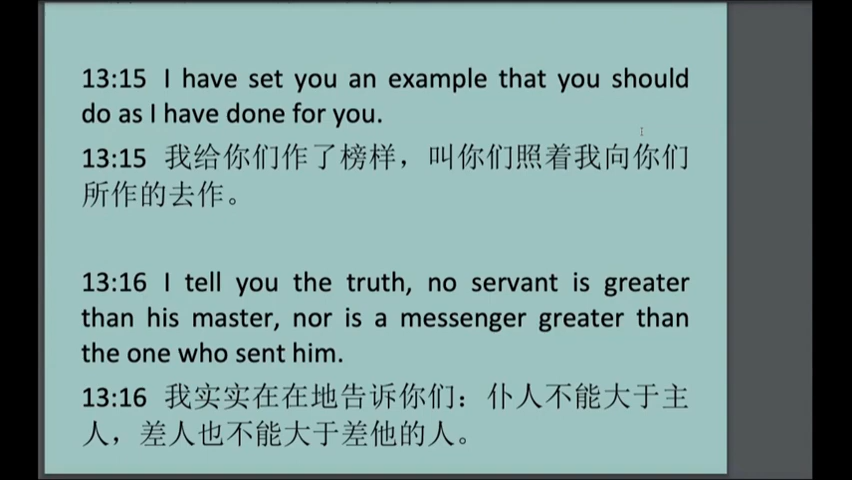 13:15 I have set you an example that you should
do as I have done for you.
13:15 我给你们作了榜样，叫你们照着我向你们
所作的去作。
13:16 I tell you the truth, no servant is greater
than his master, nor is a messenger greater than
the one who sent him.
13:16 我实实在在地告诉你们：仆人不能大于主
人，差人也不能大于差他的人。